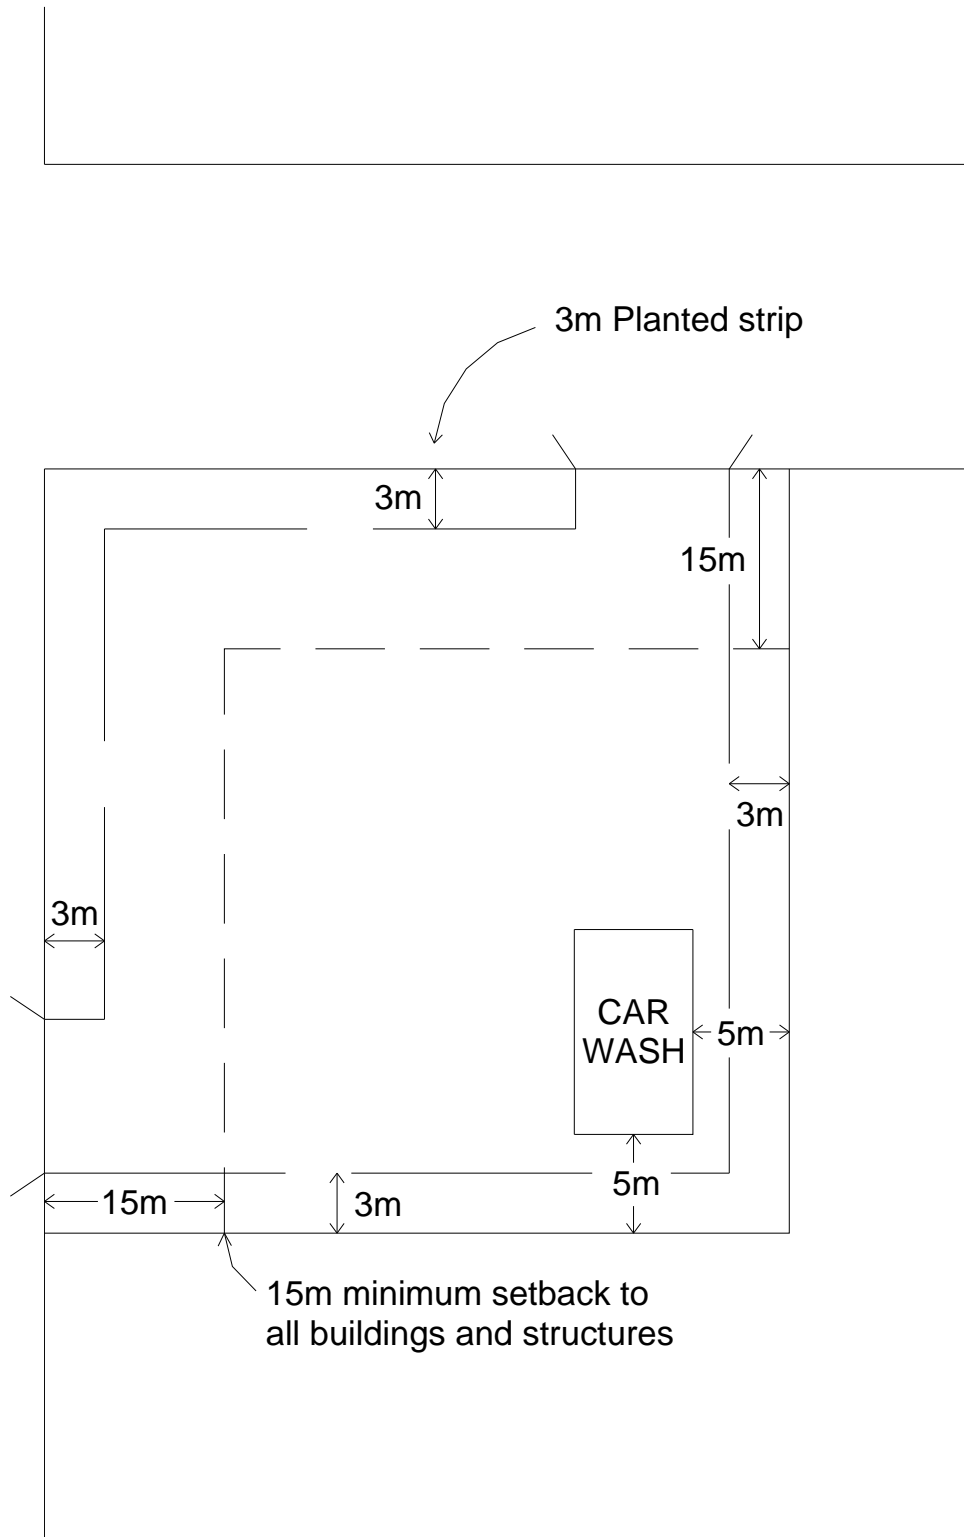 3m Planted strip
3m
15m
3m
3m
CAR
WASH
5m
5m
15m
3m
15m minimum setback to
all buildings and structures